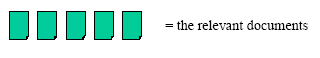 = the relevant documents